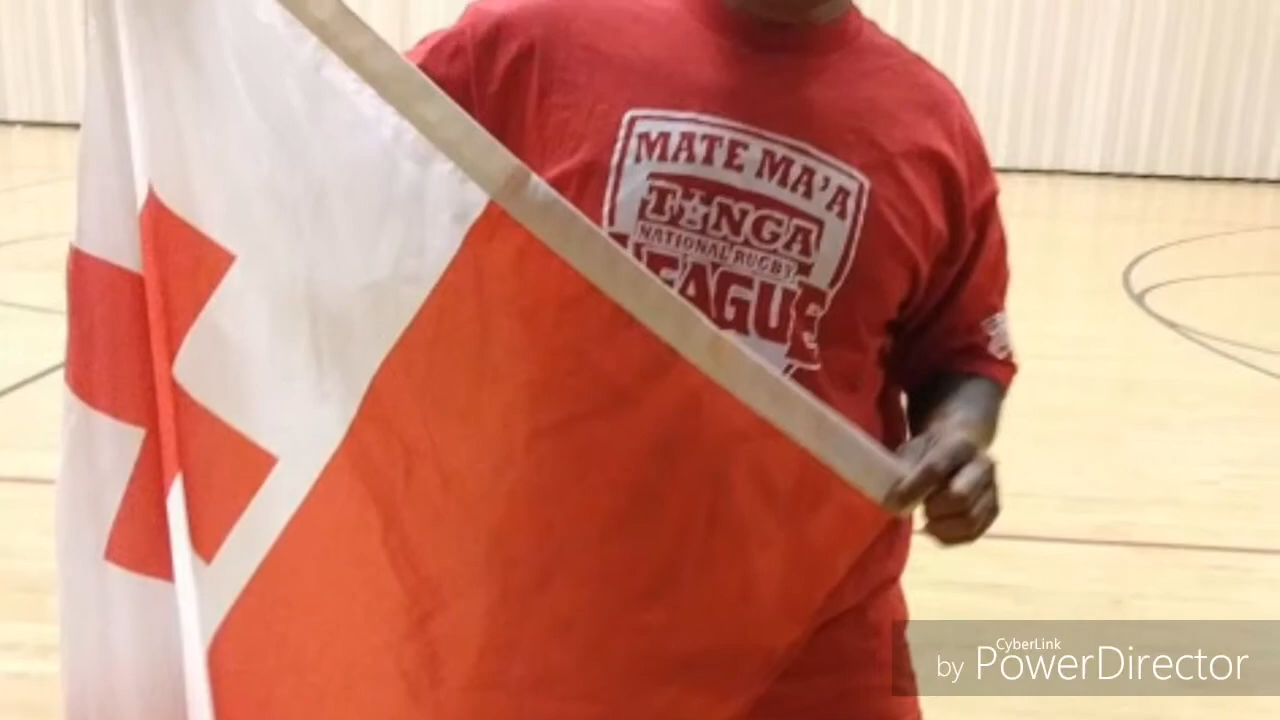 MATE MA'A
TONGA
NATIONAL RUGBY
LEAGUE
CyberLink
by PowerDirector